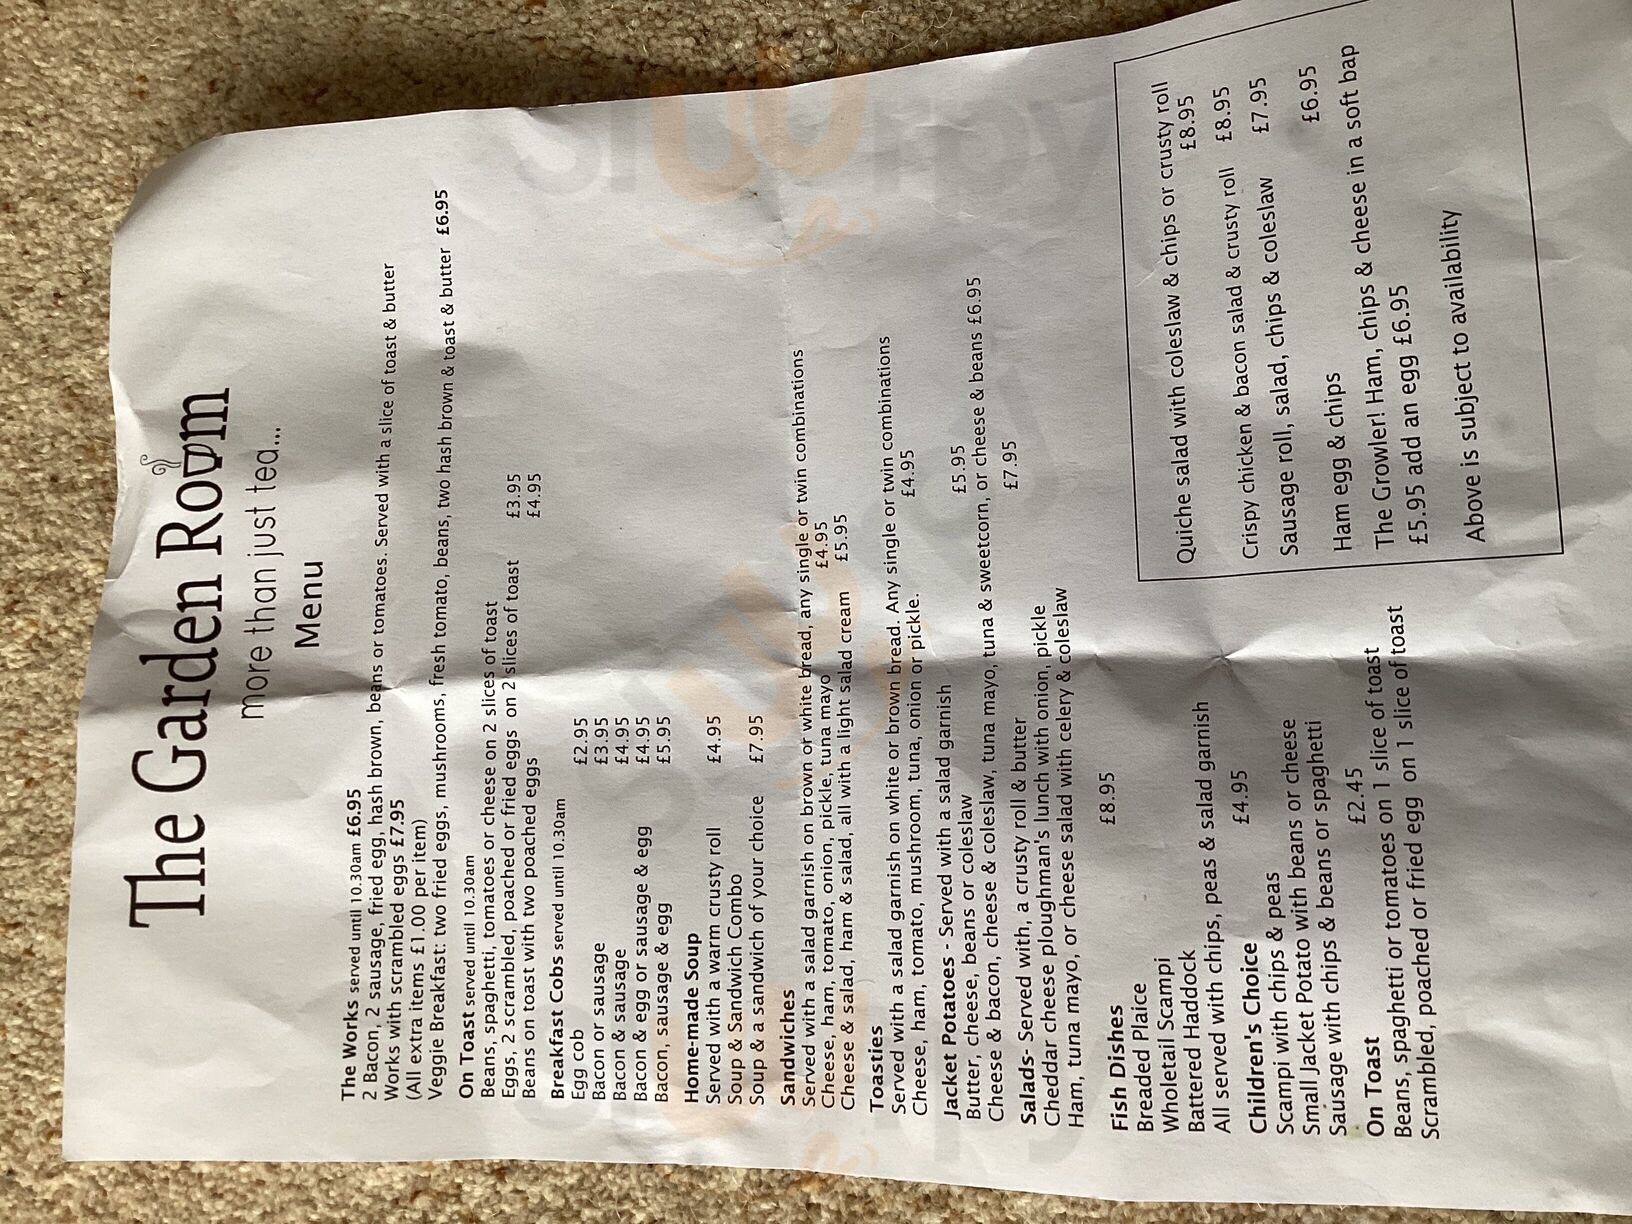 The Garden Room
more than just tea...
Menu
The Works served until 10.30am £6.95
2 Bacon, 2 sausage, fried egg, hash brown, beans or tomatoes. Served with a slice of toast & butter
Works with scrambled eggs £7.95
(All extra items £1.00 per item)
Veggie Breakfast: two fried eggs, mushrooms, fresh tomato, beans, two hash brown & toast & butter £6.95
On Toast served until 10.30am
Beans, spaghetti, tomatoes or cheese on 2 slices of toast £3.95
Eggs, 2 scrambled, poached or fried eggs on 2 slices of toast £4.95
Beans on toast with two poached eggs
Breakfast Cobs served until 10.30am
Egg cob £2.95
Bacon or sausage £3.95
Bacon & sausage £4.95
Bacon & egg or sausage & egg £4.95
Bacon, sausage & egg £5.95
Home-made Soup
Served with a warm crusty roll £4.95
Soup & Sandwich Combo
Soup & a sandwich of your choice £7.95
Sandwiches
Served with a salad garnish on brown or white bread, any single or twin combinations
Cheese, ham, tomato, onion, pickle, tuna mayo £4.95
Cheese & salad, ham & salad, all with a light salad cream £5.95
Toasties
Served with a salad garnish on white or brown bread. Any single or twin combinations
Cheese, ham, tomato, mushroom, tuna, onion or pickle. £4.95
Jacket Potatoes - Served with a salad garnish
Butter, cheese, beans or coleslaw £5.95
Cheese & bacon, cheese & coleslaw, tuna mayo, tuna & sweetcorn, or cheese & beans £6.95
Salads- Served with, a crusty roll & butter £7.95
Cheddar cheese ploughman's lunch with onion, pickle
Ham, tuna mayo, or cheese salad with celery & coleslaw
Fish Dishes £8.95
Breaded Plaice
Wholetail Scampi
Battered Haddock
All served with chips, peas & salad garnish
Children's Choice £4.95
Scampi with chips & peas
Small Jacket Potato with beans or cheese
Sausage with chips & beans or spaghetti
On Toast £2.45
Beans, spaghetti or tomatoes on 1 slice of toast
Scrambled, poached or fried egg on 1 slice of toast
Quiche salad with coleslaw & chips or crusty roll
£8.95
Crispy chicken & bacon salad & crusty roll £8.95
Sausage roll, salad, chips & coleslaw £7.95
Ham egg & chips £6.95
The Growler! Ham, chips & cheese in a soft bap
£5.95 add an egg £6.95
Above is subject to availability